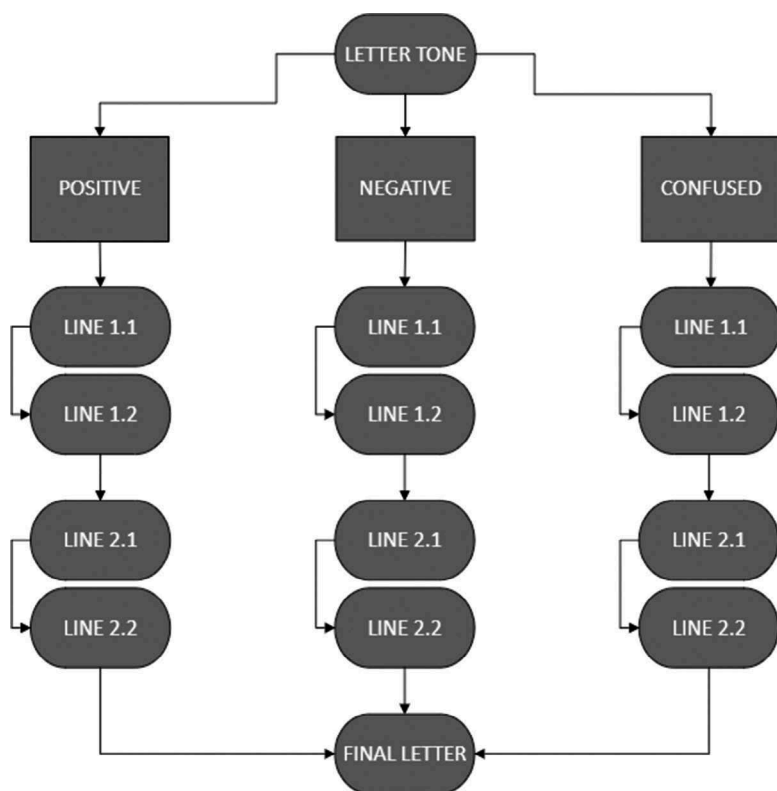 LETTER TONE
POSITIVE
NEGATIVE
CONFUSED
LINE 1.1
LINE 1.1
LINE 1.1
LINE 1.2
LINE 1.2
LINE 1.2
LINE 2.1
LINE 2.1
LINE 2.1
LINE 2.2
LINE 2.2
LINE 2.2
FINAL LETTER